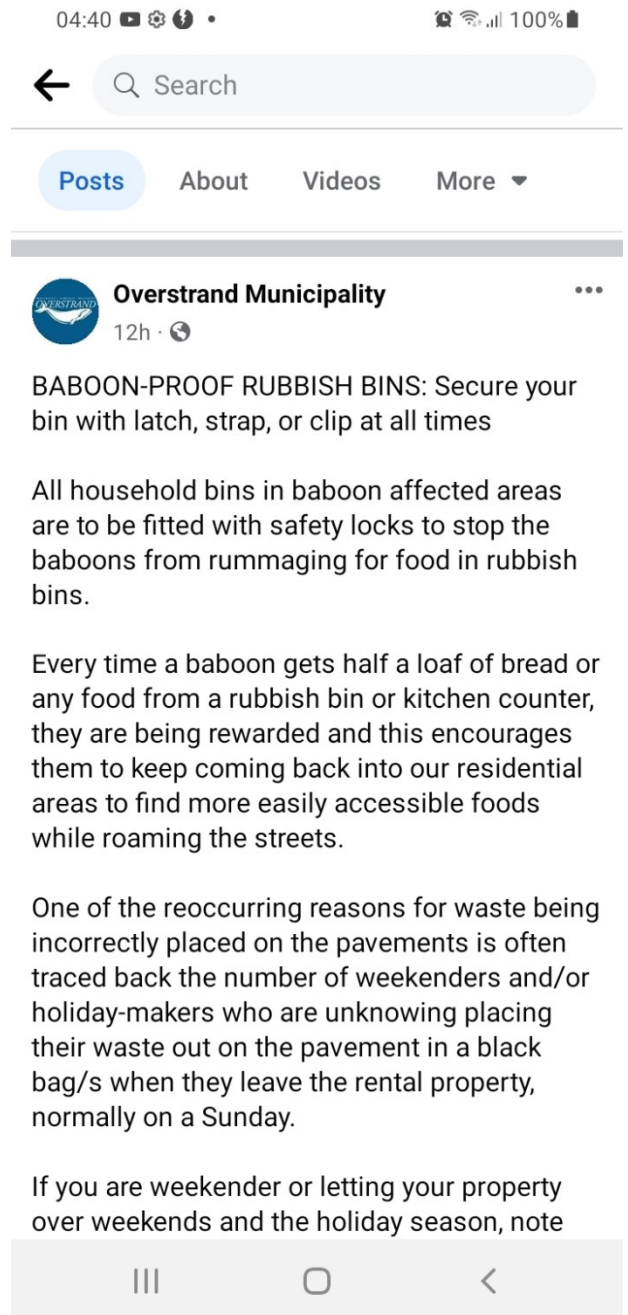 04:40
100%
Search
Posts About Videos More
OVERSTRAND
Overstrand Municipality
12h ·
BABOON-PROOF RUBBISH BINS: Secure your
bin with latch, strap, or clip at all times
All household bins in baboon affected areas
are to be fitted with safety locks to stop the
baboons from rummaging for food in rubbish
bins.
Every time a baboon gets half a loaf of bread or
any food from a rubbish bin or kitchen counter,
they are being rewarded and this encourages
them to keep coming back into our residential
areas to find more easily accessible foods
while roaming the streets.
One of the reoccurring reasons for waste being
incorrectly placed on the pavements is often
traced back the number of weekenders and/or
holiday-makers who are unknowing placing
their waste out on the pavement in a black
bag/s when they leave the rental property,
normally on a Sunday.
If you are weekender or letting your property
over weekends and the holiday season, note